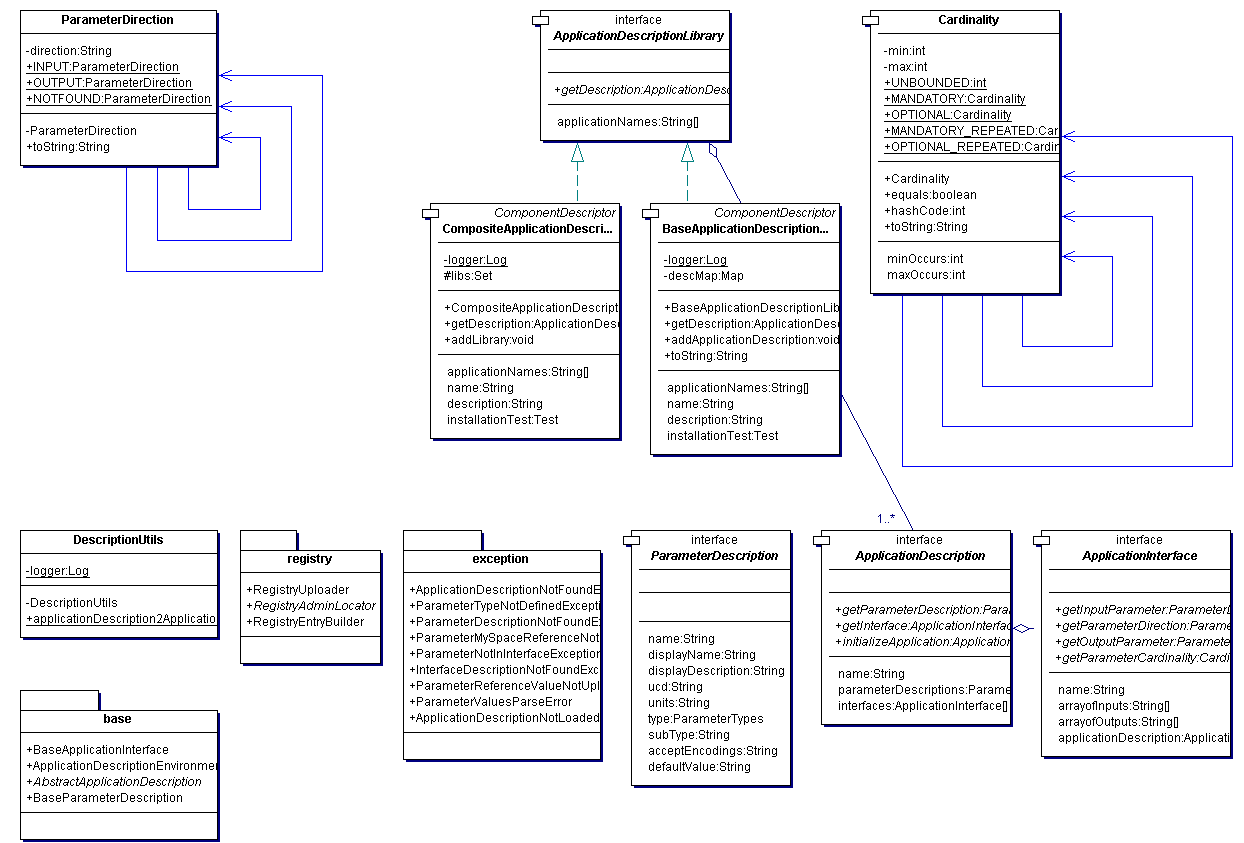 ParameterDirection
-direction:String
+INPUT:ParameterDirection
+OUTPUT:ParameterDirection
+NOTFOUND:ParameterDirection
-ParameterDirection
+toString:String
interface
ApplicationDescriptionLibrary
+getDescription:ApplicationDesc
applicationNames:String[]
Cardinality
-min:int
-max:int
+UNBOUNDED:int
+MANDATORY:Cardinality
+OPTIONAL:Cardinality
+MANDATORY_REPEATED:Car
+OPTIONAL_REPEATED:Cardin
+Cardinality
+equals:boolean
+hashCode:int
+toString:String
minOccurs:int
maxOccurs:int
ComponentDescriptor
CompositeApplicationDescri...
-logger:Log
#libs:Set
+CompositeApplicationDescript
+getDescription:ApplicationDesc
+addLibrary:void
applicationNames:String[]
name:String
description:String
installationTest:Test
ComponentDescriptor
BaseApplicationDescription...
-logger:Log
-descMap:Map
+BaseApplicationDescriptionLib
+getDescription:ApplicationDesc
+addApplicationDescription:void
+toString:String
applicationNames:String[]
name:String
description:String
installationTest:Test
1..*
DescriptionUtils
-logger:Log
-DescriptionUtils
+applicationDescription2Applicatio
registry
+RegistryUploader
+RegistryAdminLocator
+RegistryEntryBuilder
exception
+ApplicationDescriptionNotFoundE
+ParameterTypeNotDefinedExcepti
+ParameterDescriptionNotFoundEx
+ParameterMySpaceReferenceNot
+ParameterNotInInterfaceException
+InterfaceDescriptionNotFoundExc
+ParameterReferenceValueNotUpl
+ParameterValuesParseError
+ApplicationDescriptionNotLoaded
interface
ParameterDescription
name:String
displayName:String
displayDescription:String
ucd:String
units:String
type:ParameterTypes
subType:String
acceptEncodings:String
defaultValue:String
interface
ApplicationDescription
+getParameterDescription:Para
+getInterface:ApplicationInterfac
+initializeApplication:Application
name:String
parameterDescriptions:Parame
interfaces:ApplicationInterface[]
interface
ApplicationInterface
+getInputParameter:ParameterD
+getParameterDirection:Parame
+getOutputParameter:Paramete
+getParameterCardinality:Cardi
name:String
arrayofInputs:String[]
arrayofOutputs:String[]
applicationDescription:Applicati
base
+BaseApplicationInterface
+ApplicationDescriptionEnvironmen
+AbstractApplicationDescription
+BaseParameterDescription